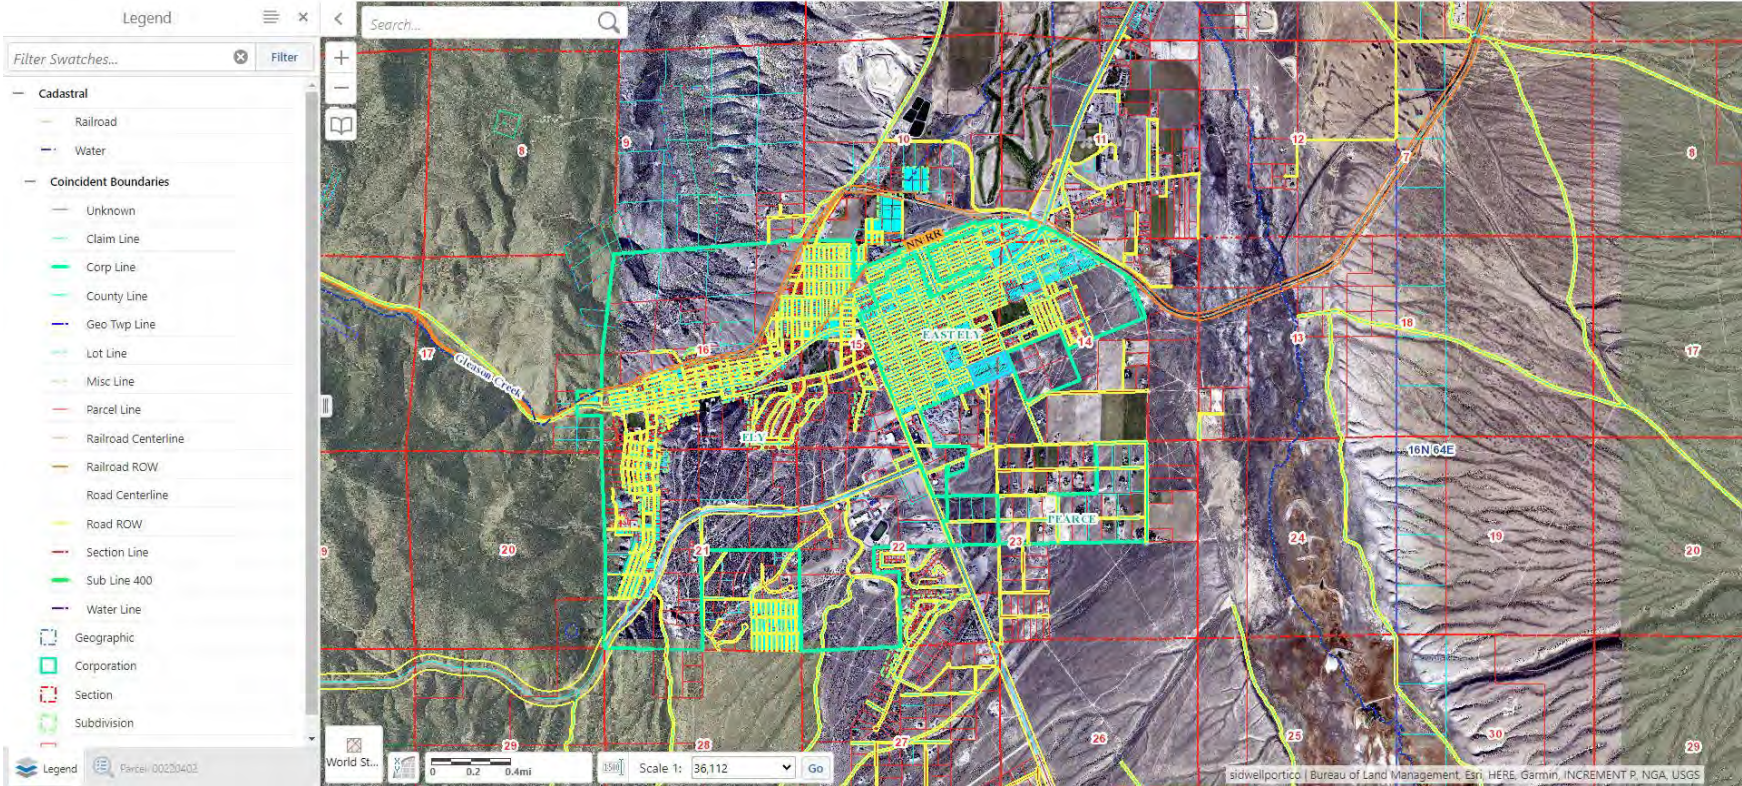 Legend
Search...
Filter Swatches...
Filter
Cadastral
Railroad
Water
Coincident Boundaries
Unknown
Claim Line
Corp Line
County Line
Geo Twp Line
Lot Line
Misc Line
Parcel Line
Railroad Centerline
Railroad ROW
Road Centerline
Road ROW
Section Line
Sub Line 400
Water Line
Geographic
Corporation
Section
Subdivision
Legend
Parcel: 00220402
8
9
10
11
12
7
8
NN RR
17
Gleason Creek
16
15
EAST ELY
14
13
18
17
ELY
16N 64E
PEARCE
9
20
21
22
23
24
19
20
29
28
27
26
25
30
29
World St...
0 0.2 0.4mi
Scale 1: 36,112
Go
sidwellportico | Bureau of Land Management, Esri, HERE, Garmin, INCREMENT P, NGA, USGS